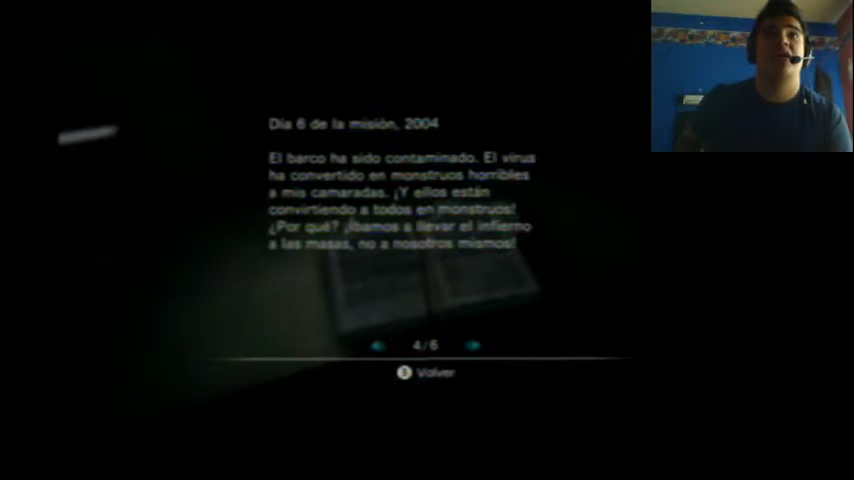 Día 6 de la misión, 2004
El barco ha sido contaminado. El virus
ha convertido en monstruos horribles
a mis camaradas. ¡Y ellos están
convirtiendo a todos en monstruos!
¿Por qué? ¡Íbamos a llevar el infierno
a las masas, no a nosotros mismos!
4/6
Volver